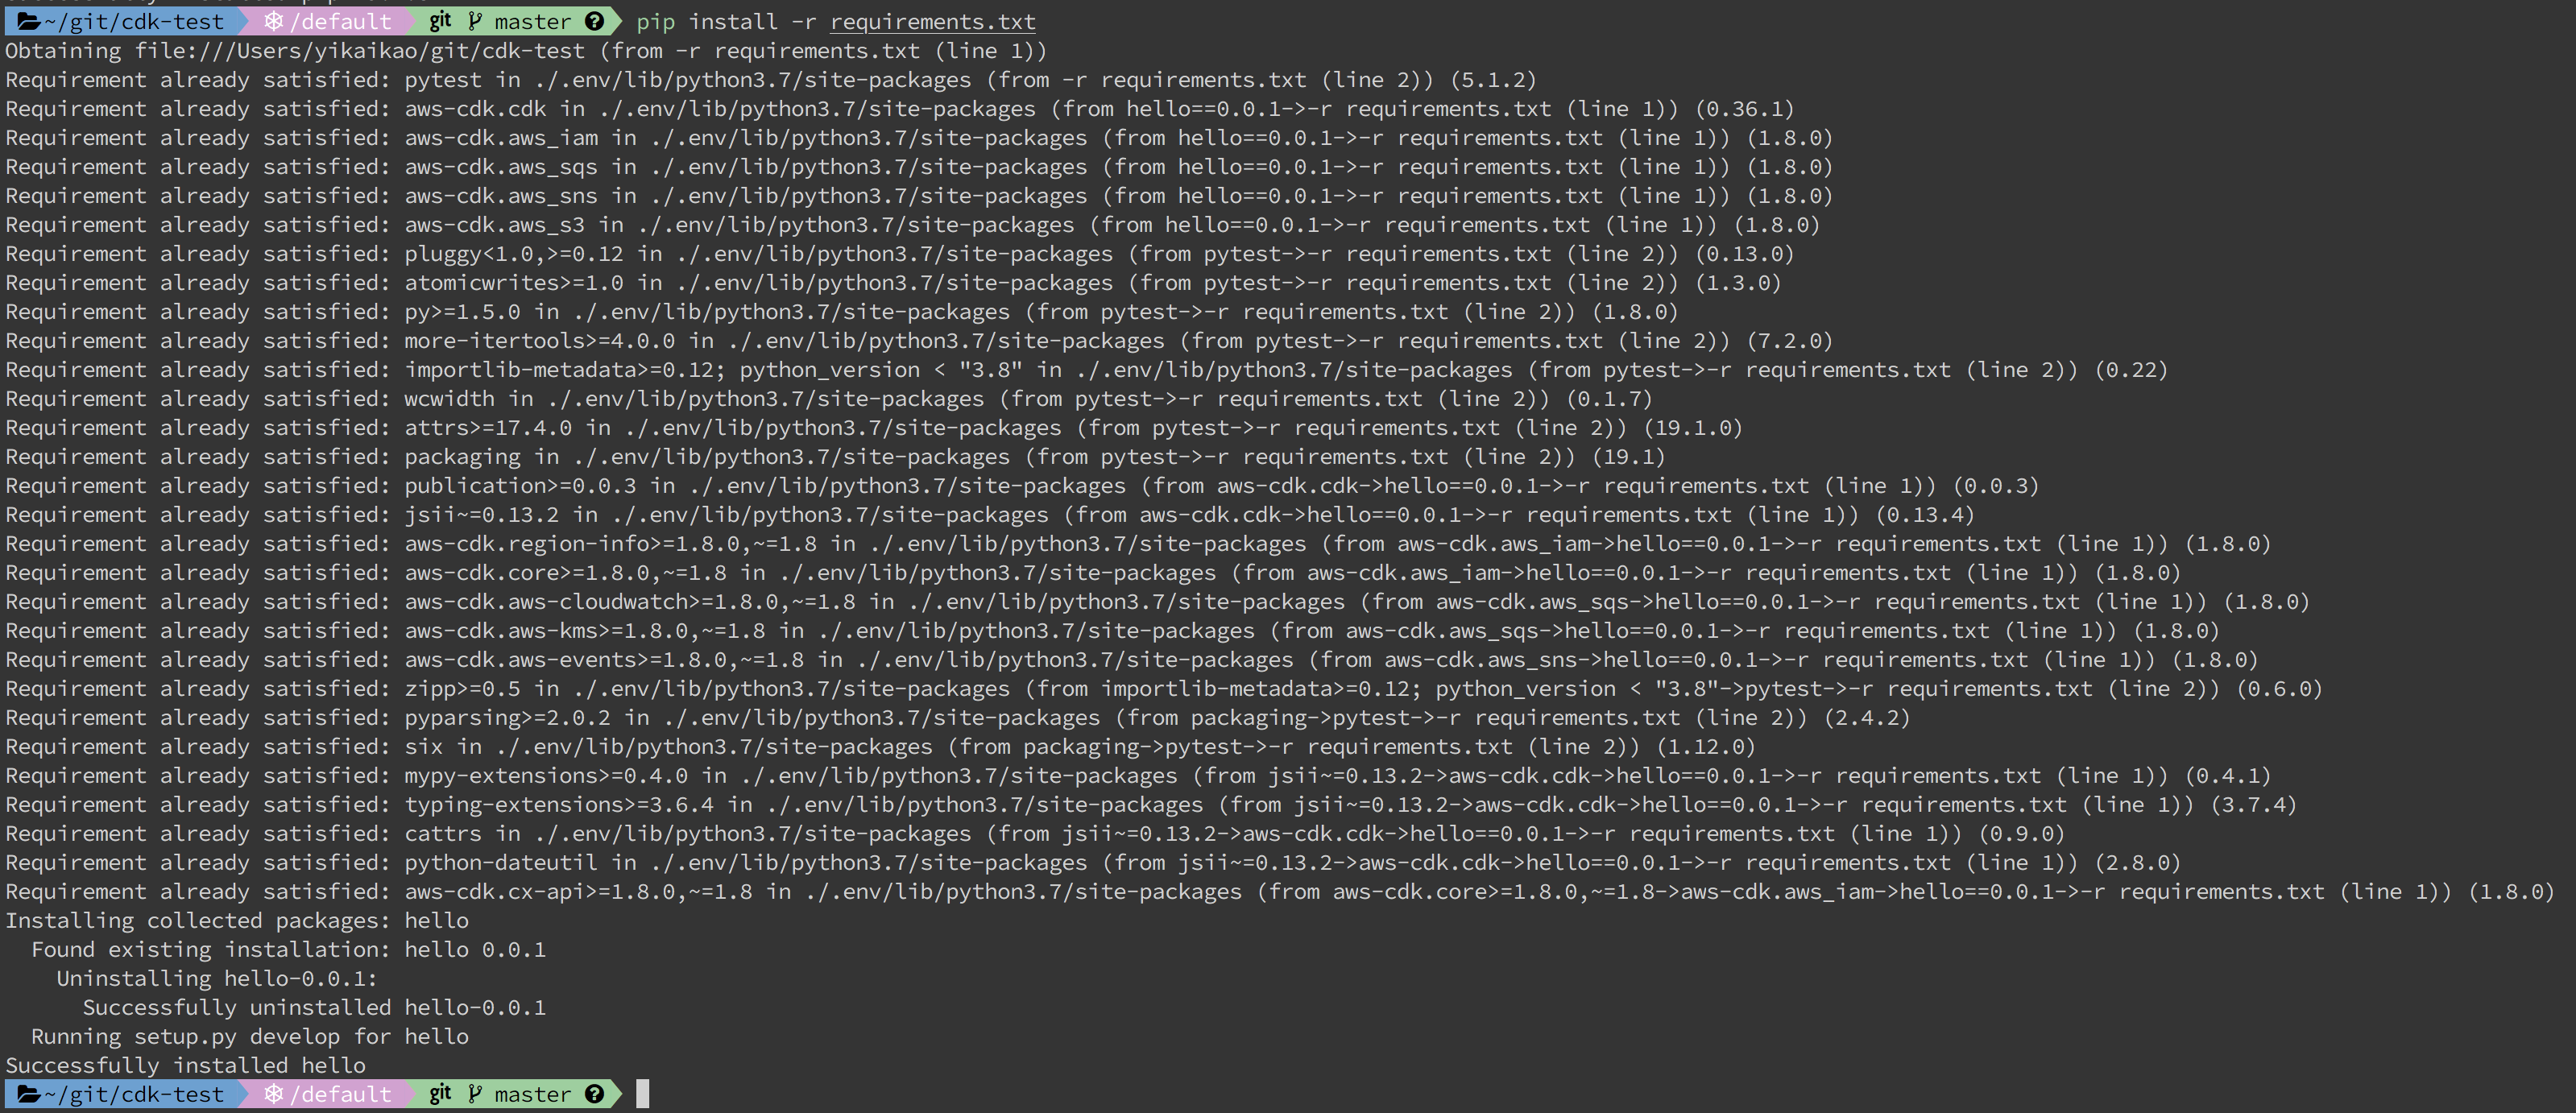 ~/git/cdk-test /default git master pip install -r requirements.txt
Obtaining file:///Users/yikaikao/git/cdk-test (from -r requirements.txt (line 1))
Requirement already satisfied: pytest in ./.env/lib/python3.7/site-packages (from -r requirements.txt (line 2)) (5.1.2)
Requirement already satisfied: aws-cdk.cdk in ./.env/lib/python3.7/site-packages (from hello==0.0.1->-r requirements.txt (line 1)) (0.36.1)
Requirement already satisfied: aws-cdk.aws_iam in ./.env/lib/python3.7/site-packages (from hello==0.0.1->-r requirements.txt (line 1)) (1.8.0)
Requirement already satisfied: aws-cdk.aws_sqs in ./.env/lib/python3.7/site-packages (from hello==0.0.1->-r requirements.txt (line 1)) (1.8.0)
Requirement already satisfied: aws-cdk.aws_sns in ./.env/lib/python3.7/site-packages (from hello==0.0.1->-r requirements.txt (line 1)) (1.8.0)
Requirement already satisfied: aws-cdk.aws_s3 in ./.env/lib/python3.7/site-packages (from hello==0.0.1->-r requirements.txt (line 1)) (1.8.0)
Requirement already satisfied: pluggy<1.0,>=0.12 in ./.env/lib/python3.7/site-packages (from pytest->-r requirements.txt (line 2)) (0.13.0)
Requirement already satisfied: atomicwrites>=1.0 in ./.env/lib/python3.7/site-packages (from pytest->-r requirements.txt (line 2)) (1.3.0)
Requirement already satisfied: py>=1.5.0 in ./.env/lib/python3.7/site-packages (from pytest->-r requirements.txt (line 2)) (1.8.0)
Requirement already satisfied: more-itertools>=4.0.0 in ./.env/lib/python3.7/site-packages (from pytest->-r requirements.txt (line 2)) (7.2.0)
Requirement already satisfied: importlib-metadata>=0.12; python_version < "3.8" in ./.env/lib/python3.7/site-packages (from pytest->-r requirements.txt (line 2)) (0.22)
Requirement already satisfied: wcwidth in ./.env/lib/python3.7/site-packages (from pytest->-r requirements.txt (line 2)) (0.1.7)
Requirement already satisfied: attrs>=17.4.0 in ./.env/lib/python3.7/site-packages (from pytest->-r requirements.txt (line 2)) (19.1.0)
Requirement already satisfied: packaging in ./.env/lib/python3.7/site-packages (from pytest->-r requirements.txt (line 2)) (19.1)
Requirement already satisfied: publication>=0.0.3 in ./.env/lib/python3.7/site-packages (from aws-cdk.cdk->hello==0.0.1->-r requirements.txt (line 1)) (0.0.3)
Requirement already satisfied: jsii~=0.13.2 in ./.env/lib/python3.7/site-packages (from aws-cdk.cdk->hello==0.0.1->-r requirements.txt (line 1)) (0.13.4)
Requirement already satisfied: aws-cdk.region-info>=1.8.0,~=1.8 in ./.env/lib/python3.7/site-packages (from aws-cdk.aws_iam->hello==0.0.1->-r requirements.txt (line 1)) (1.8.0)
Requirement already satisfied: aws-cdk.core>=1.8.0,~=1.8 in ./.env/lib/python3.7/site-packages (from aws-cdk.aws_iam->hello==0.0.1->-r requirements.txt (line 1)) (1.8.0)
Requirement already satisfied: aws-cdk.aws-cloudwatch>=1.8.0,~=1.8 in ./.env/lib/python3.7/site-packages (from aws-cdk.aws_sqs->hello==0.0.1->-r requirements.txt (line 1)) (1.8.0)
Requirement already satisfied: aws-cdk.aws-kms>=1.8.0,~=1.8 in ./.env/lib/python3.7/site-packages (from aws-cdk.aws_sqs->hello==0.0.1->-r requirements.txt (line 1)) (1.8.0)
Requirement already satisfied: aws-cdk.aws-events>=1.8.0,~=1.8 in ./.env/lib/python3.7/site-packages (from aws-cdk.aws_sns->hello==0.0.1->-r requirements.txt (line 1)) (1.8.0)
Requirement already satisfied: zipp>=0.5 in ./.env/lib/python3.7/site-packages (from importlib-metadata>=0.12; python_version < "3.8"->pytest->-r requirements.txt (line 2)) (0.6.0)
Requirement already satisfied: pyparsing>=2.0.2 in ./.env/lib/python3.7/site-packages (from packaging->pytest->-r requirements.txt (line 2)) (2.4.2)
Requirement already satisfied: six in ./.env/lib/python3.7/site-packages (from packaging->pytest->-r requirements.txt (line 2)) (1.12.0)
Requirement already satisfied: mypy-extensions>=0.4.0 in ./.env/lib/python3.7/site-packages (from jsii~=0.13.2->aws-cdk.cdk->hello==0.0.1->-r requirements.txt (line 1)) (0.4.1)
Requirement already satisfied: typing-extensions>=3.6.4 in ./.env/lib/python3.7/site-packages (from jsii~=0.13.2->aws-cdk.cdk->hello==0.0.1->-r requirements.txt (line 1)) (3.7.4)
Requirement already satisfied: cattrs in ./.env/lib/python3.7/site-packages (from jsii~=0.13.2->aws-cdk.cdk->hello==0.0.1->-r requirements.txt (line 1)) (0.9.0)
Requirement already satisfied: python-dateutil in ./.env/lib/python3.7/site-packages (from jsii~=0.13.2->aws-cdk.cdk->hello==0.0.1->-r requirements.txt (line 1)) (2.8.0)
Requirement already satisfied: aws-cdk.cx-api>=1.8.0,~=1.8 in ./.env/lib/python3.7/site-packages (from aws-cdk.core>=1.8.0,~=1.8->aws-cdk.aws_iam->hello==0.0.1->-r requirements.txt (line 1)) (1.8.0)
Installing collected packages: hello
Found existing installation: hello 0.0.1
Uninstalling hello-0.0.1:
Successfully uninstalled hello-0.0.1
Running setup.py develop for hello
Successfully installed hello
~/git/cdk-test /default git master